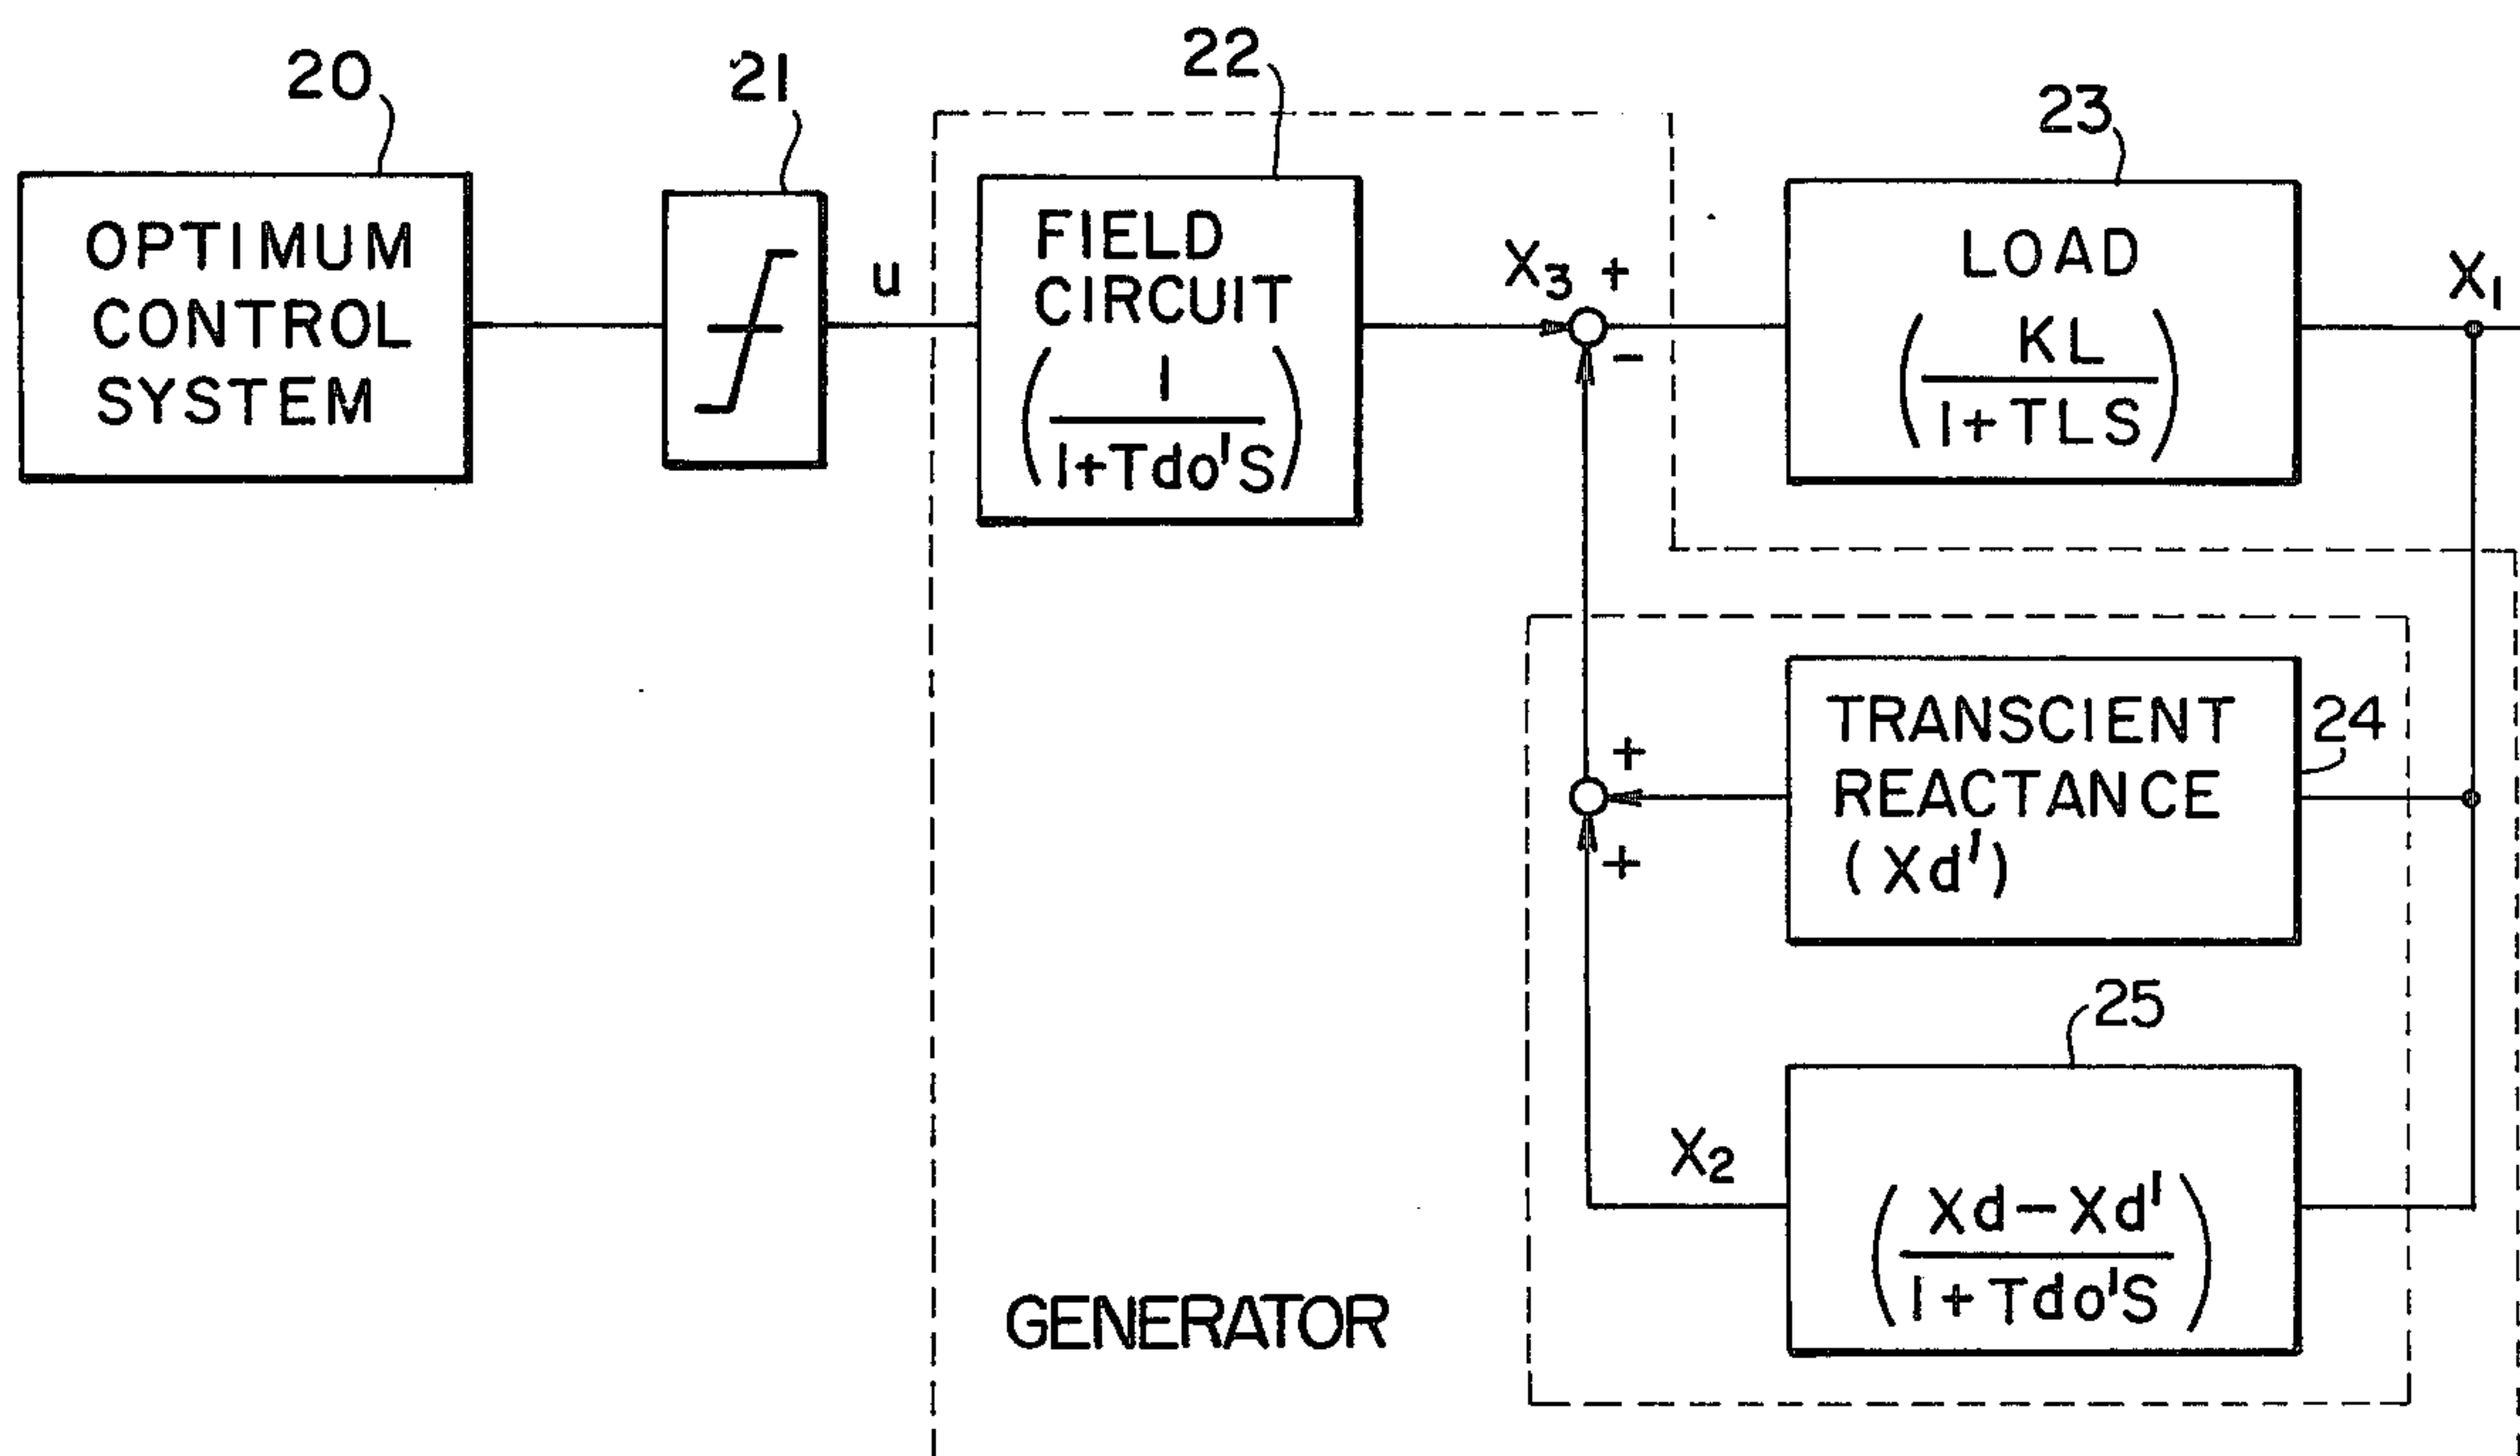 20
21
22
23
OPTIMUM
CONTROL
SYSTEM
u
FIELD
CIRCUIT
(1
1+Tdo'S)
X3 +
−
LOAD
(KL
1+TLS)
X1
TRANSCIENT
REACTANCE
(Xd')
24
+
+
25
X2
(Xd−Xd'
1+Tdo'S)
GENERATOR